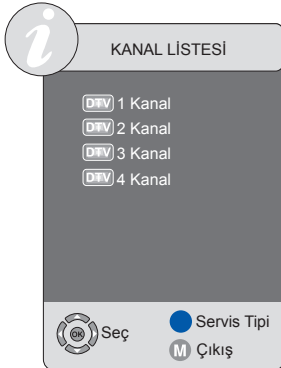 i
KANAL LİSTESİ
DTV 1 Kanal
DTV 2 Kanal
DTV 3 Kanal
DTV 4 Kanal
OK Seç
Servis Tipi
M Çıkış